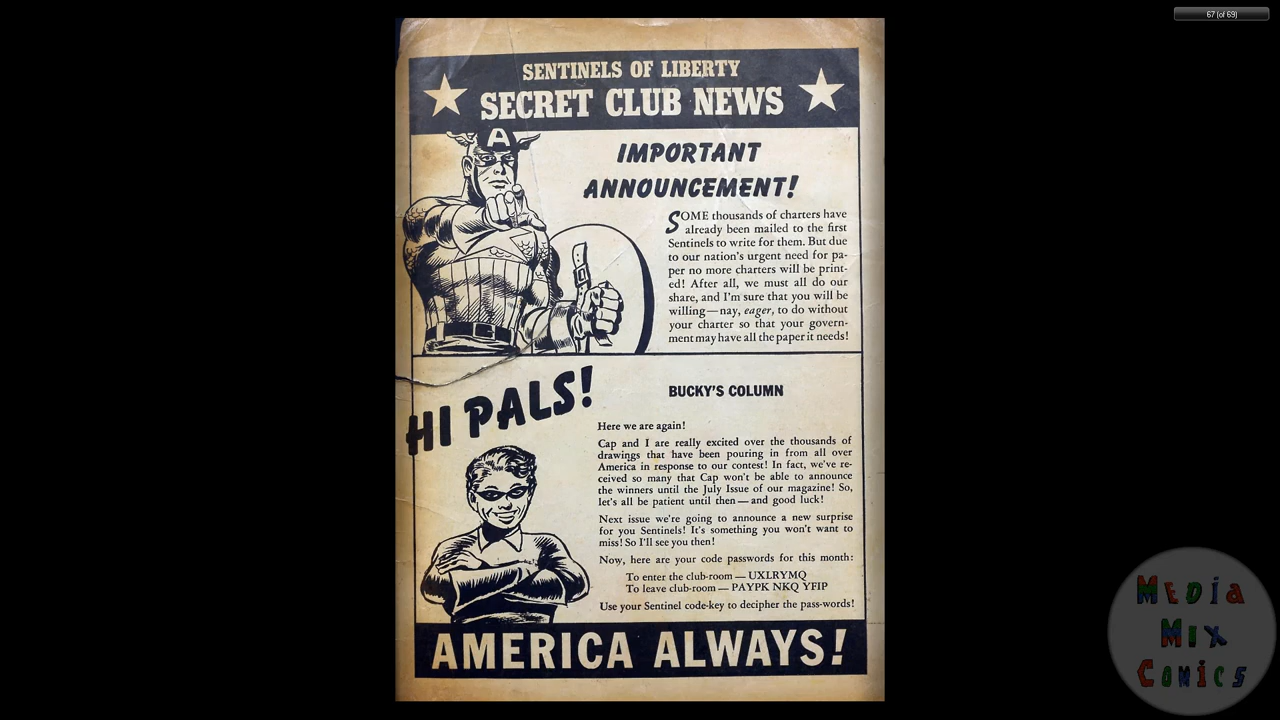 67 (of 69)
SENTINELS OF LIBERTY
SECRET CLUB NEWS
A
IMPORTANT
ANNOUNCEMENT!
SOME thousands of charters have
already been mailed to the first
Sentinels to write for them. But due
to our nation's urgent need for pa-
per no more charters will be print-
ed! After all, we must all do our
share, and I'm sure that you will be
willing—nay, eager, to do without
your charter so that your govern-
ment may have all the paper it needs!
HI PALS!
BUCKY'S COLUMN
Here we are again!
Cap and I are really excited over the thousands of
drawings that have been pouring in from all over
America in response to our contest! In fact, we've re-
ceived so many that Cap won't be able to announce
the winners until the July Issue of our magazine! So,
let's all be patient until then—and good luck!
Next issue we're going to announce a new surprise
for you Sentinels! It's something you won't want to
miss! So I'll see you then!
Now, here are your code passwords for this month:
To enter the club-room — UXLRYMQ
To leave club-room — PAYPK NKQ YFIP
Use your Sentinel code-key to decipher the pass-words!
AMERICA ALWAYS!
MEDiA
Mix
COMiCS